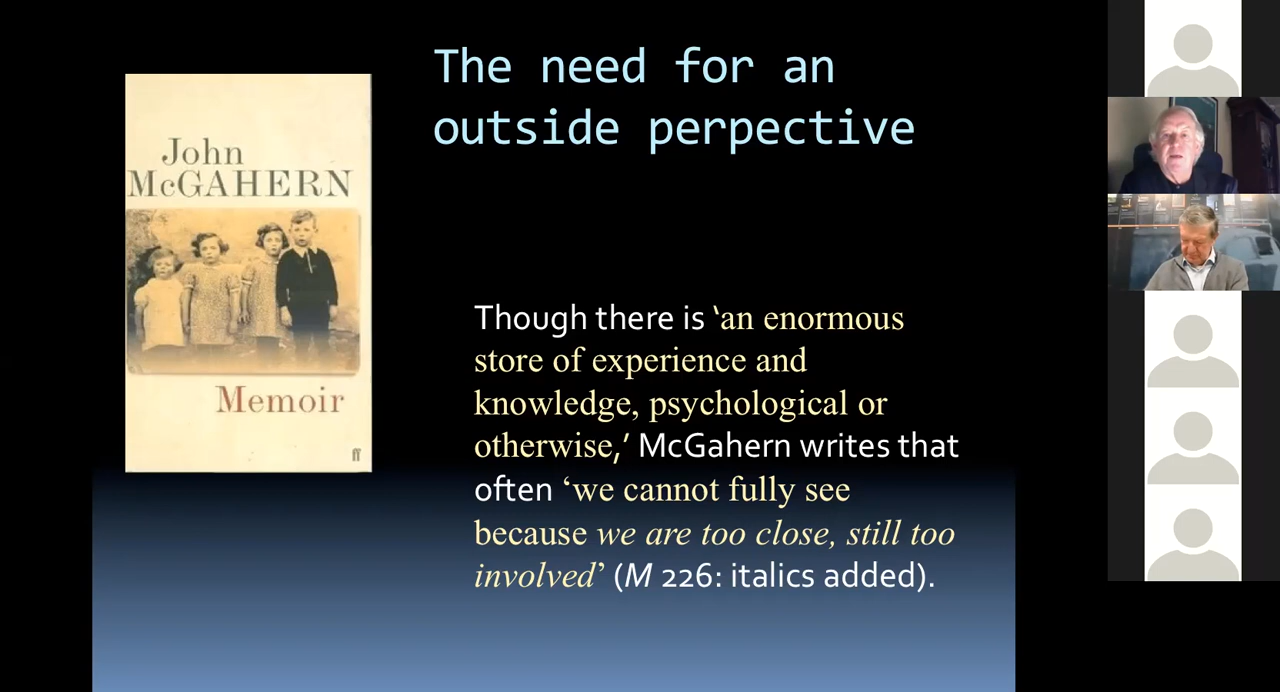 The need for an
outside perpective
John
McGAHERN
Memoir
ff
Though there is ‘an enormous
store of experience and
knowledge, psychological or
otherwise,’ McGahern writes that
often ‘we cannot fully see
because we are too close, still too
involved’ (M 226: italics added).